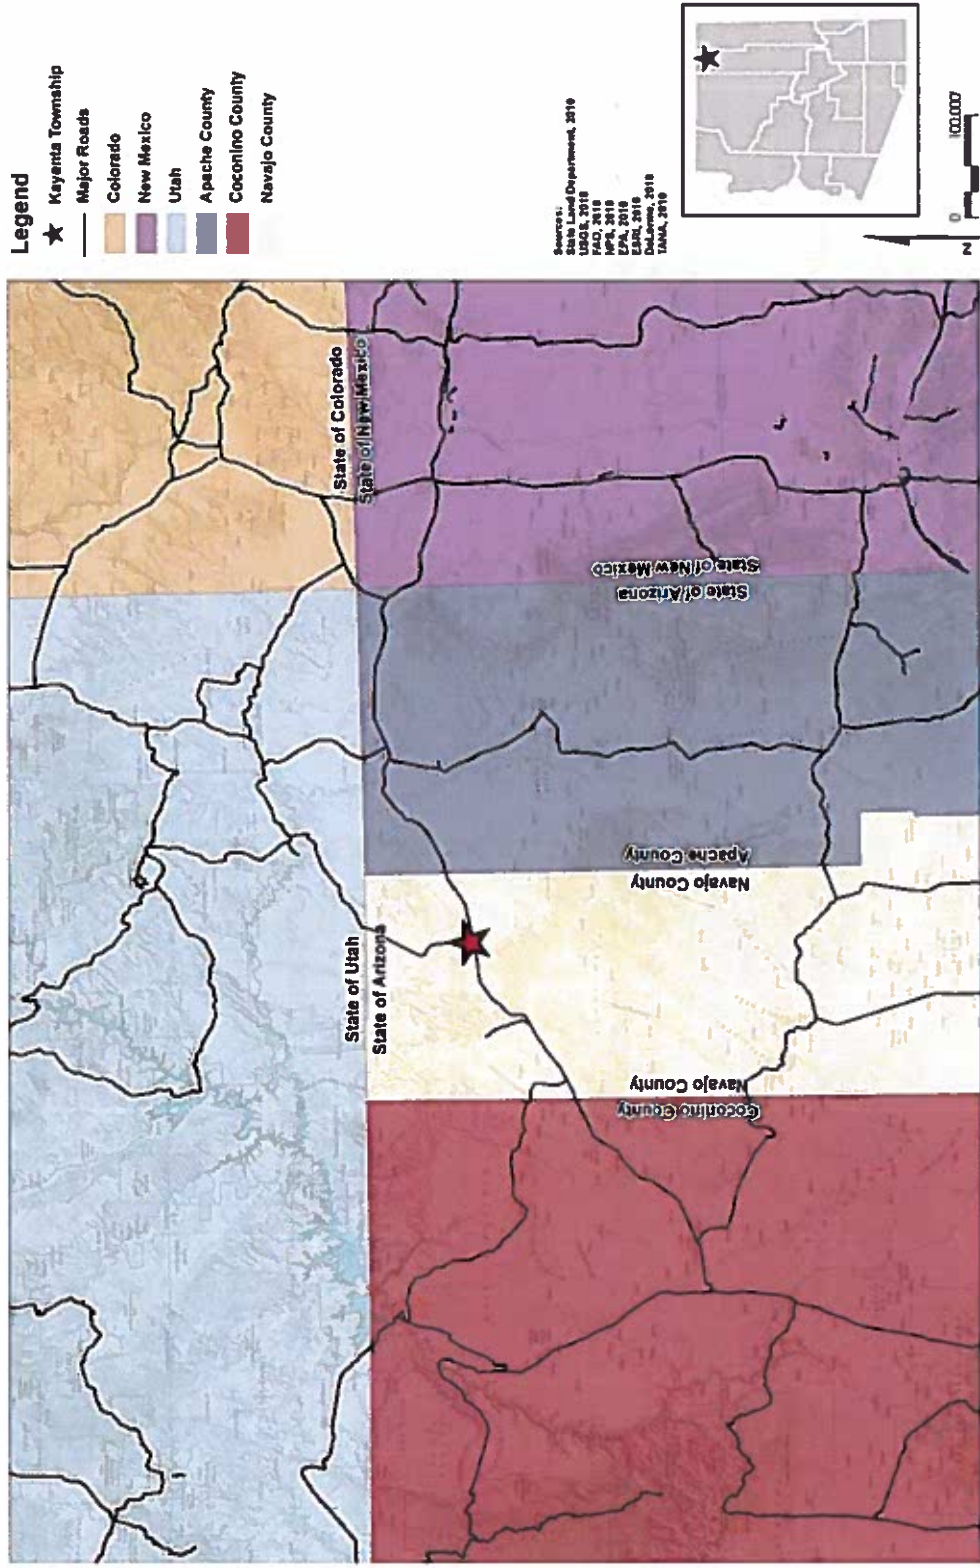 Legend
Kayenta Township
Major Roads
Colorado
New Mexico
Utah
Apache County
Coconino County
Navajo County
Sources:
State Land Department, 2010
USGS, 2010
FAO, 2010
NPS, 2010
EPA, 2010
ESRI, 2010
DeLorme, 2010
TANA, 2010
0
100,000
N
State of Colorado
State of New Mexico
State of Utah
State of Arizona
State of New Mexico
State of Arizona
Apache County
Navajo County
Navajo County
Coconino County